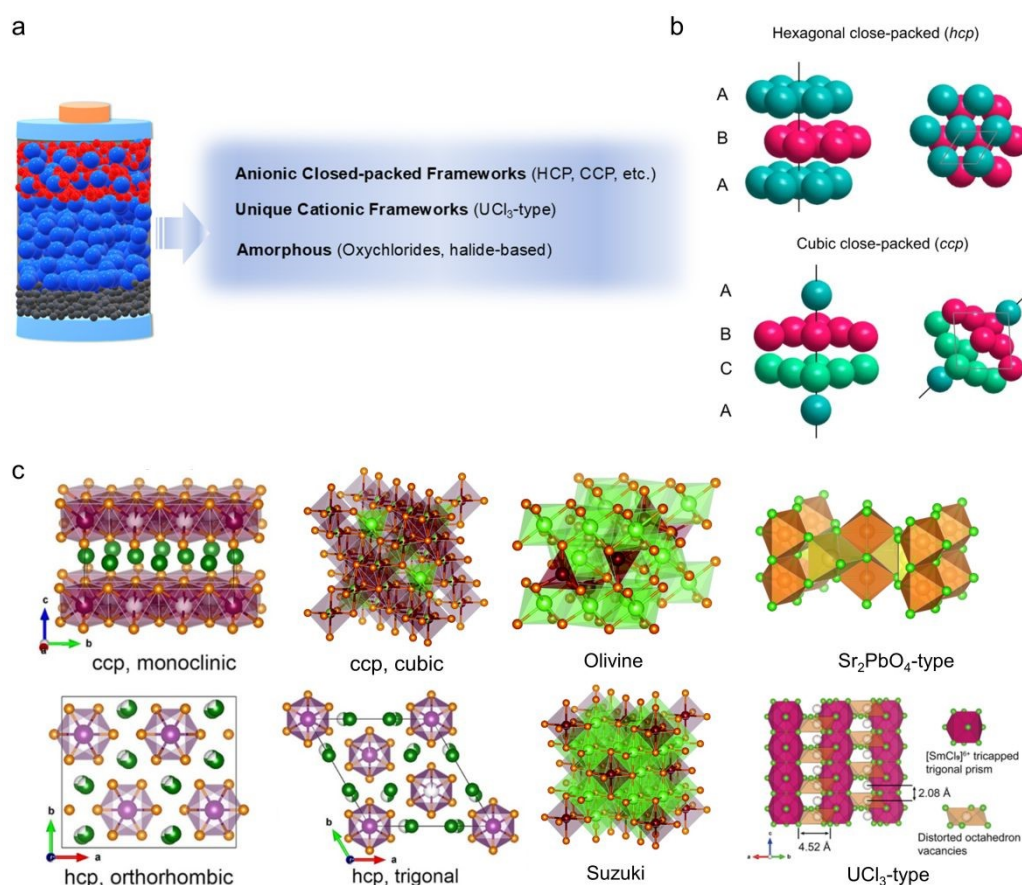 a
Anionic Closed-packed Frameworks (HCP, CCP, etc.)
Unique Cationic Frameworks (UCl₃-type)
Amorphous (Oxychlorides, halide-based)
b
Hexagonal close-packed (hcp)
A
B
A
Cubic close-packed (ccp)
A
B
C
A
c
c
b
ccp, monoclinic
ccp, cubic
Olivine
Sr₂PbO₄-type
b
a
hcp, orthorhombic
b
a
hcp, trigonal
Suzuki
tricapped
trigonal prism
2.08 Å
Distorted octahedron
vacancies
4.52 Å
UCl₃-type